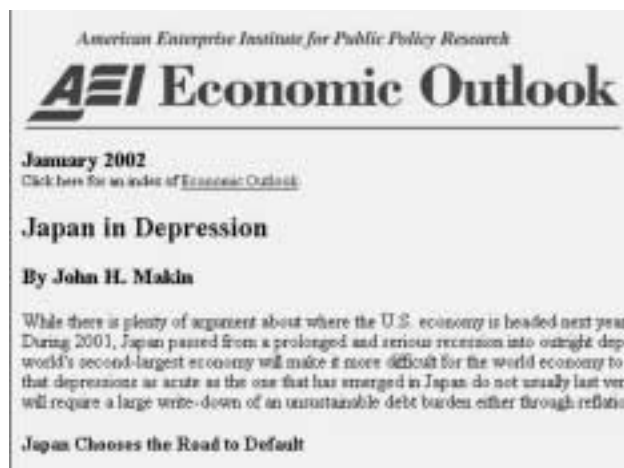 American Enterprise Institute for Public Policy Research
AEI Economic Outlook
January 2002
Click here for an index of Economic Outlook
Japan in Depression
By John H. Makin
While there is plenty of argument about where the U.S. economy is headed next year
During 2001, Japan passed from a prolonged and serious recession into outright dep
world's second-largest economy will make it more difficult for the world economy to
that depressions as acute as the one that has emerged in Japan do not usually last ver
will require a large write-down of an unsustainable debt burden either through reflatio
Japan Chooses the Road to Default